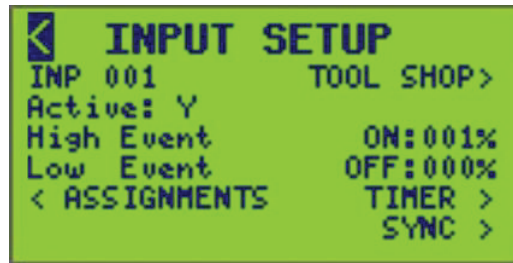 < INPUT SETUP
INP 001 TOOL SHOP>
Active: Y
High Event ON:001%
Low Event OFF:000%
< ASSIGNMENTS TIMER >
SYNC >